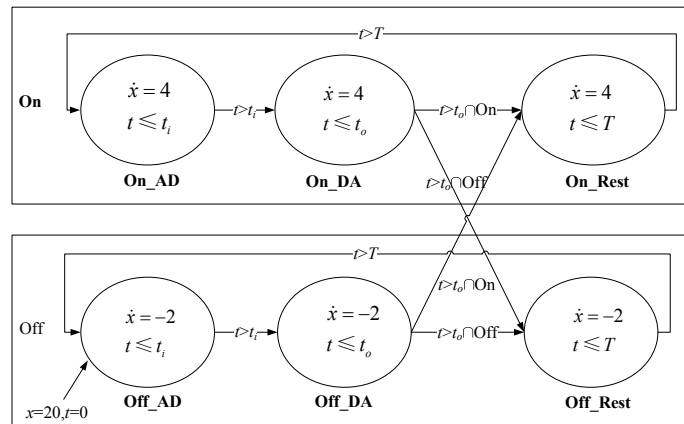 t>T
On
ẋ = 4
t ≤ tᵢ
On_AD
t>tᵢ
ẋ = 4
t ≤ tₒ
On_DA
t>tₒ∩On
ẋ = 4
t ≤ T
On_Rest
t>tₒ∩Off
t>T
Off
ẋ = −2
t ≤ tᵢ
Off_AD
t>tᵢ
ẋ = −2
t ≤ tₒ
Off_DA
t>tₒ∩On
t>tₒ∩Off
ẋ = −2
t ≤ T
Off_Rest
x=20,t=0